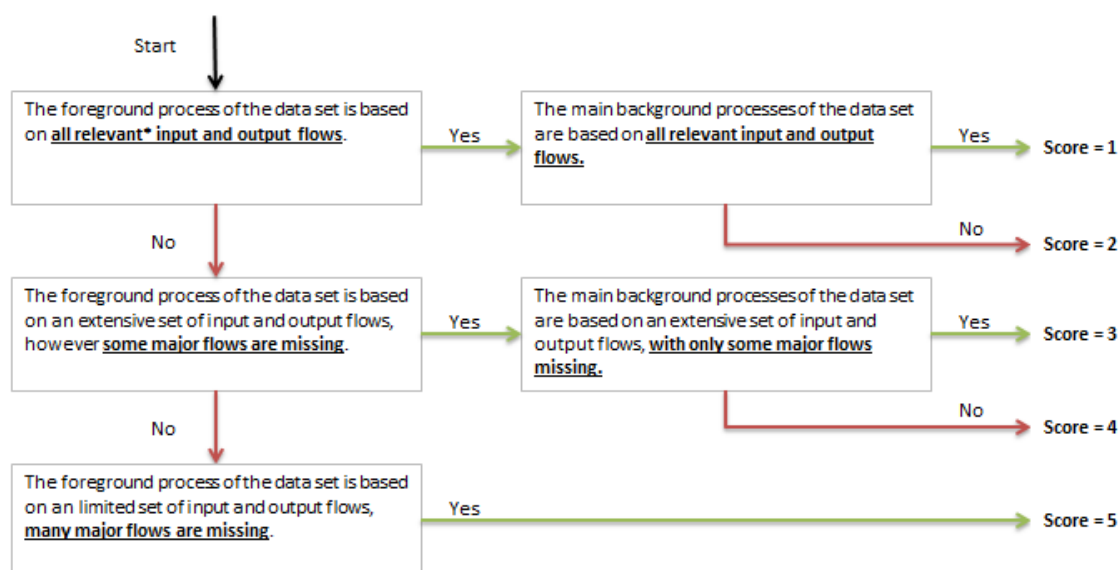 Start
The foreground process of the data set is based
on all relevant* input and output flows.
Yes
The main background processes of the data set
are based on all relevant input and output
flows.
Yes
Score = 1
No
No
Score = 2
The foreground process of the data set is based
on an extensive set of input and output flows,
however some major flows are missing.
Yes
The main background processes of the data set
are based on an extensive set of input and
output flows, with only some major flows
missing.
Yes
Score = 3
No
No
Score = 4
The foreground process of the data set is based
on an limited set of input and output flows,
many major flows are missing.
Yes
Score = 5